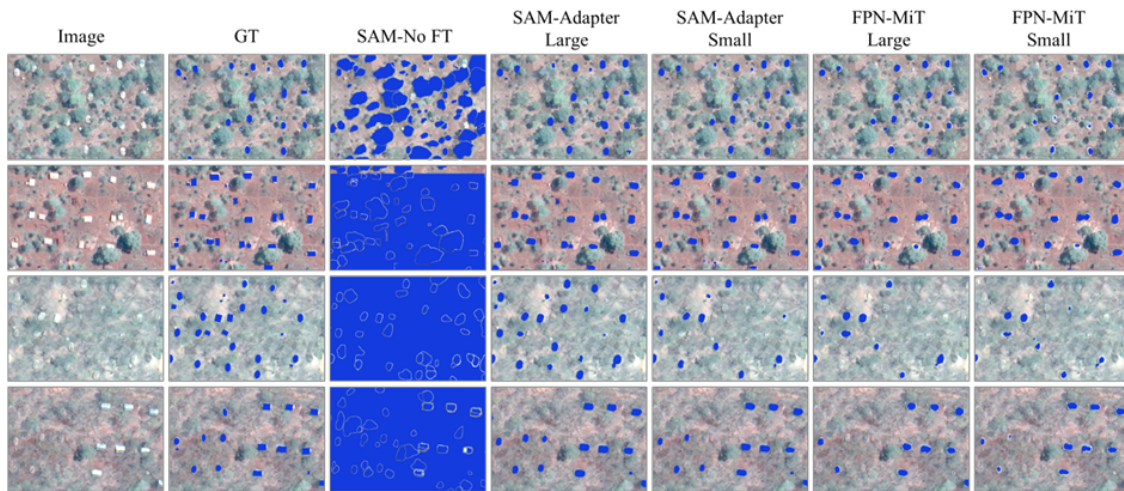 Image
GT
SAM-No FT
SAM-Adapter
Large
SAM-Adapter
Small
FPN-MiT
Large
FPN-MiT
Small